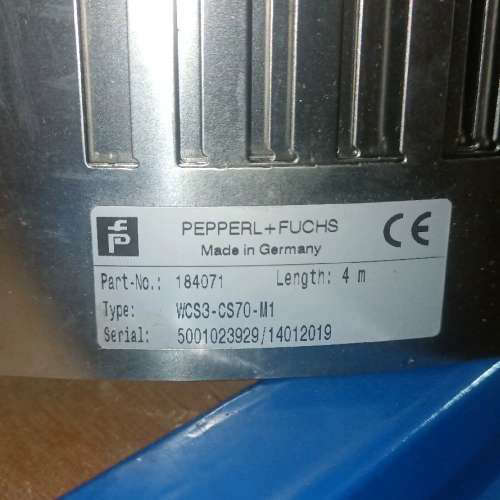 PEPPERL+FUCHS
Made in Germany
CE
Part-No.: 184071 Length: 4 m
Type: WCS3-CS70-M1
Serial: 5001023929/14012019